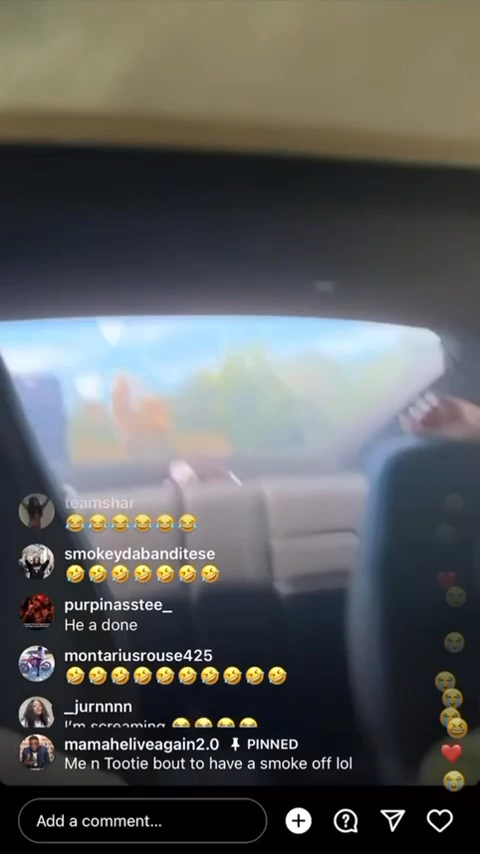 teamshar
😂😂😂😂😂😂
smokeydabanditese
🤣🤣🤣🤣🤣🤣🤣
purpinasstee_
He a done
montariusrouse425
🤣🤣🤣🤣🤣🤣🤣🤣🤣🤣
_jurnnnn
I'm screaming 😂😂😂😂
mamaheliveagain2.0 PINNED
Me n Tootie bout to have a smoke off lol
Add a comment...